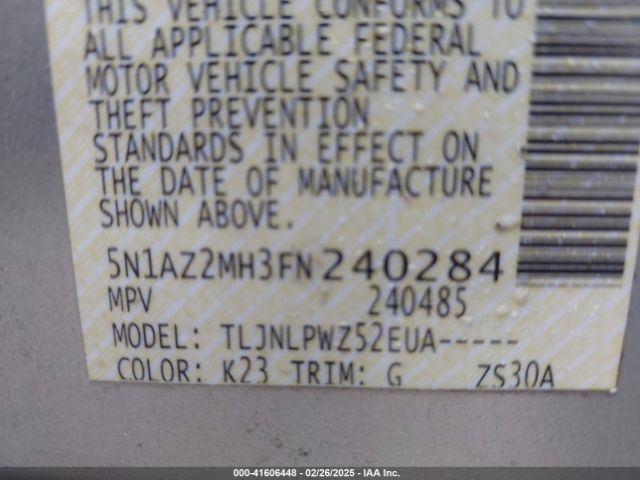 THIS VEHICLE CONFORMS TO
ALL APPLICABLE FEDERAL
MOTOR VEHICLE SAFETY AND
THEFT PREVENTION
STANDARDS IN EFFECT ON
THE DATE OF MANUFACTURE
SHOWN ABOVE.
5N1AZ2MH3FN240284
MPV 240485
MODEL: TLJNLPWZ52EUA-----
COLOR: K23 TRIM: G ZS30A
000-41606448 - 02/26/2025 - IAA Inc.